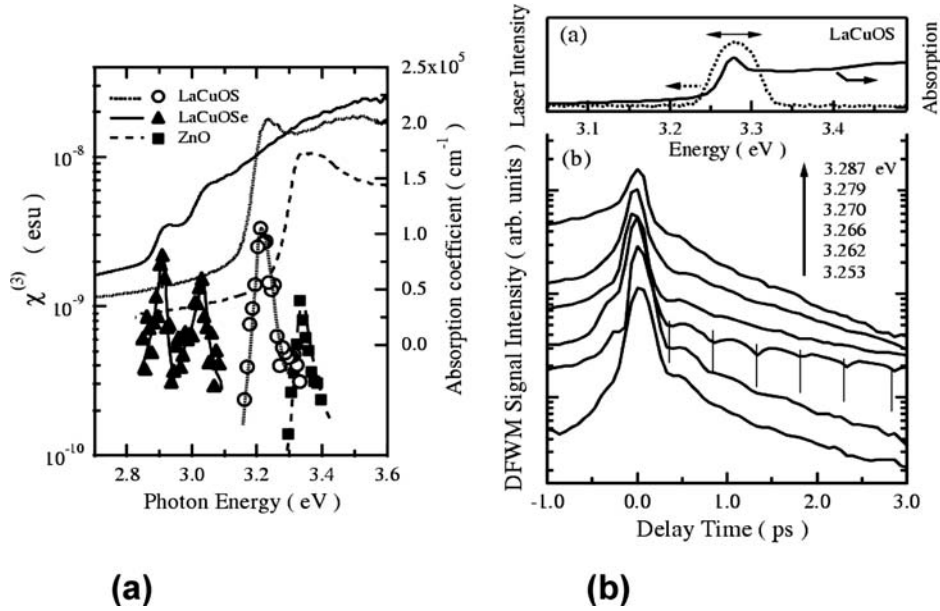 LaCuOS
LaCuOSe
ZnO
10⁻⁸
10⁻⁹
10⁻¹⁰
χ⁽³⁾ ( esu )
2.5x10⁵
2.0
1.5
1.0
0.5
0.0
Absorption coefficient ( cm⁻¹ )
2.8 3.0 3.2 3.4 3.6
Photon Energy ( eV )
(a)
(a)
LaCuOS
Laser Intensity
Absorption
3.1 3.2 3.3 3.4
Energy ( eV )
(b)
3.287 eV
3.279
3.270
3.266
3.262
3.253
DFWM Signal Intensity ( arb. units )
-1.0 0.0 1.0 2.0 3.0
Delay Time ( ps )
(b)